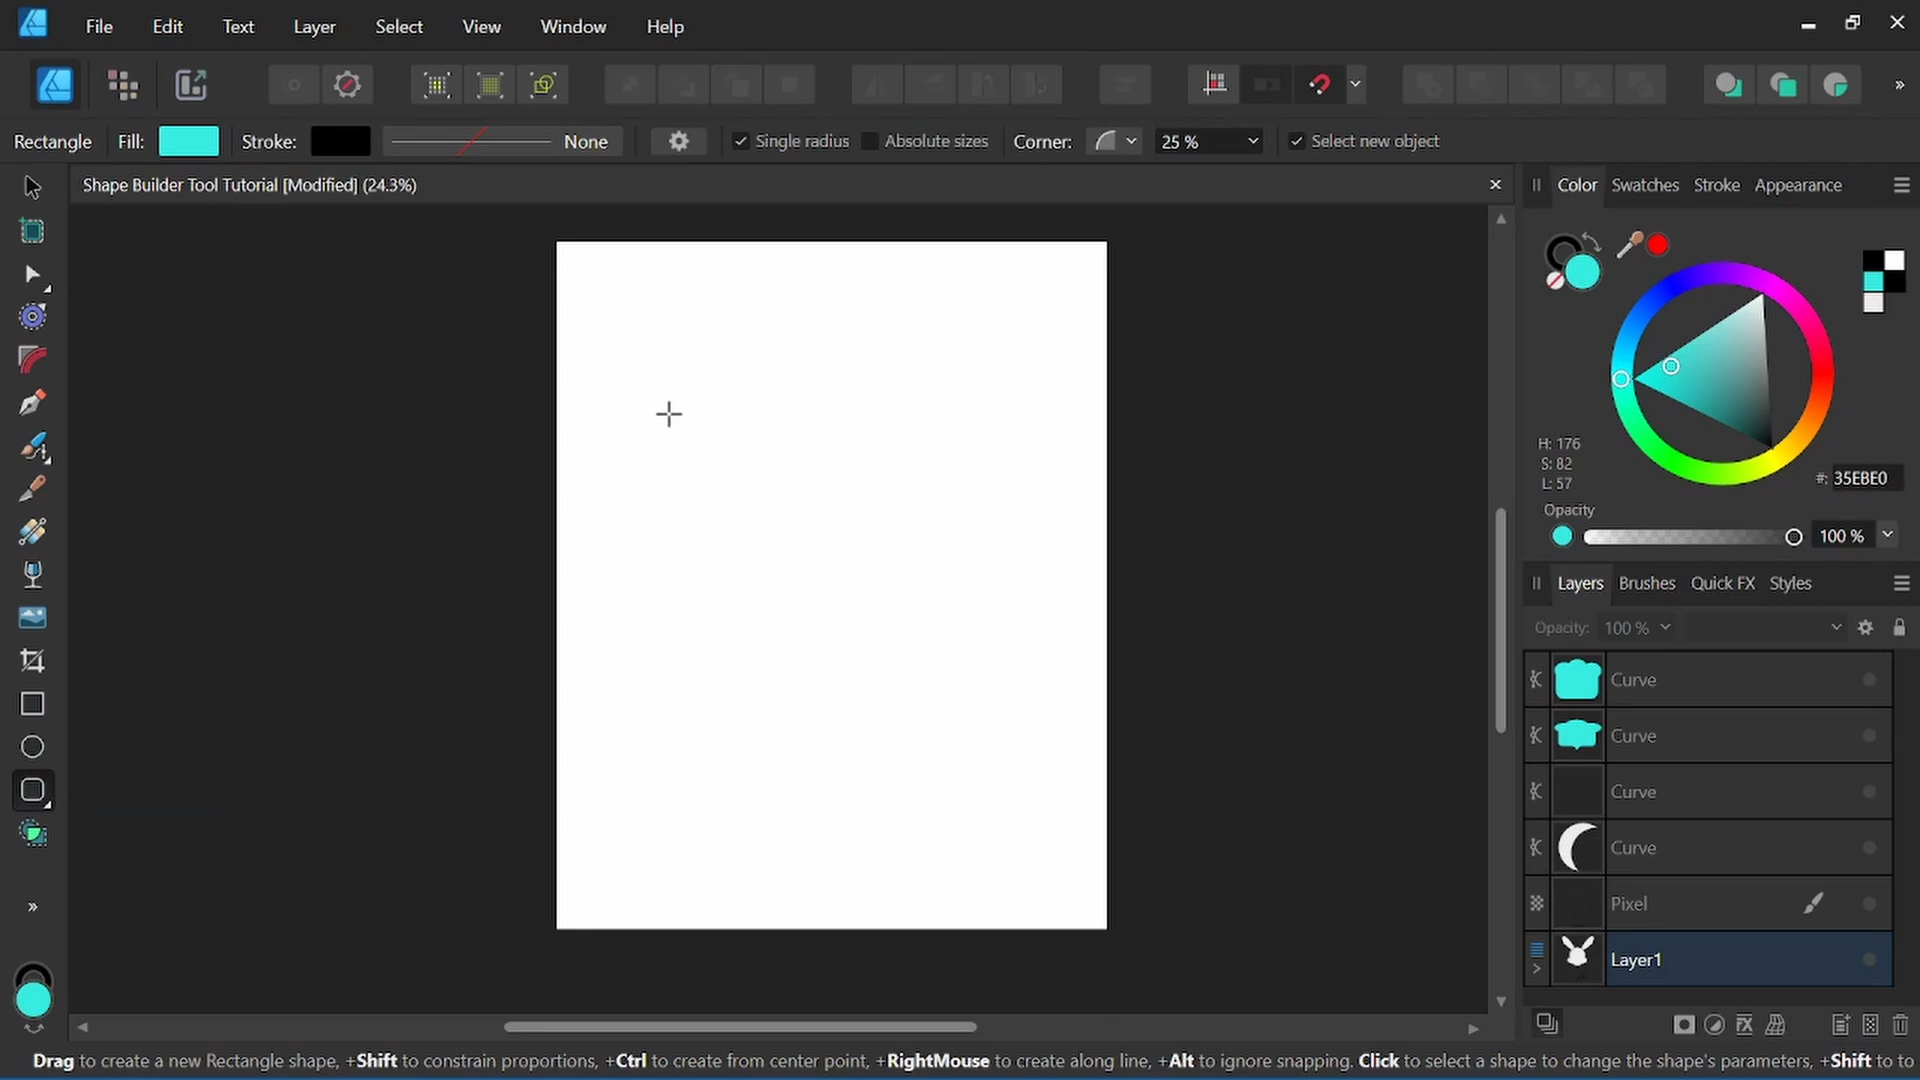 File Edit Text Layer Select View Window Help
Rectangle Fill: Stroke: None Single radius Absolute sizes Corner: 25 % Select new object
Shape Builder Tool Tutorial [Modified] (24.3%)
Color Swatches Stroke Appearance
H: 176
S: 82
L: 57
#: 35EBE0
Opacity
100 %
Layers Brushes Quick FX Styles
Opacity: 100 %
Curve
Curve
Curve
Curve
Pixel
Layer1
Drag to create a new Rectangle shape, +Shift to constrain proportions, +Ctrl to create from center point, +RightMouse to create along line, +Alt to ignore snapping. Click to select a shape to change the shape's parameters, +Shift to to